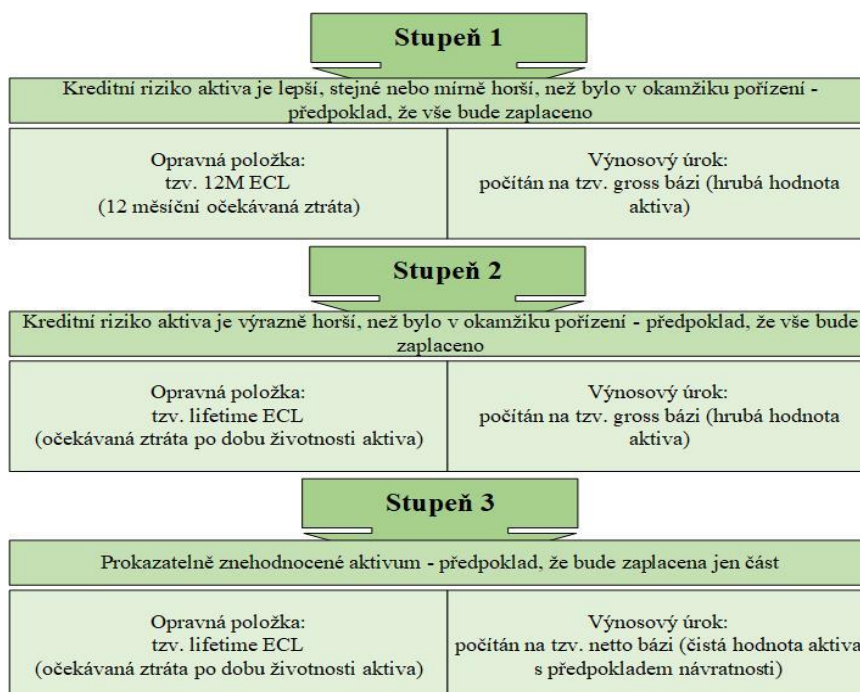 Stupeň 1
Kreditní riziko aktiva je lepší, stejné nebo mírně horší, než bylo v okamžiku pořízení -
předpoklad, že vše bude zaplaceno
Opravná položka:
tzv. 12M ECL
(12 měsíční očekávaná ztráta)
Výnosový úrok:
počítán na tzv. gross bázi (hrubá hodnota
aktiva)
Stupeň 2
Kreditní riziko aktiva je výrazně horší, než bylo v okamžiku pořízení - předpoklad, že vše bude
zaplaceno
Opravná položka:
tzv. lifetime ECL
(očekávaná ztráta po dobu životnosti aktiva)
Výnosový úrok:
počítán na tzv. gross bázi (hrubá hodnota
aktiva)
Stupeň 3
Prokazatelně znehodnocené aktivum - předpoklad, že bude zaplacena jen část
Opravná položka:
tzv. lifetime ECL
(očekávaná ztráta po dobu životnosti aktiva)
Výnosový úrok:
počítán na tzv. netto bázi (čistá hodnota aktiva
s předpokladem návratnosti)